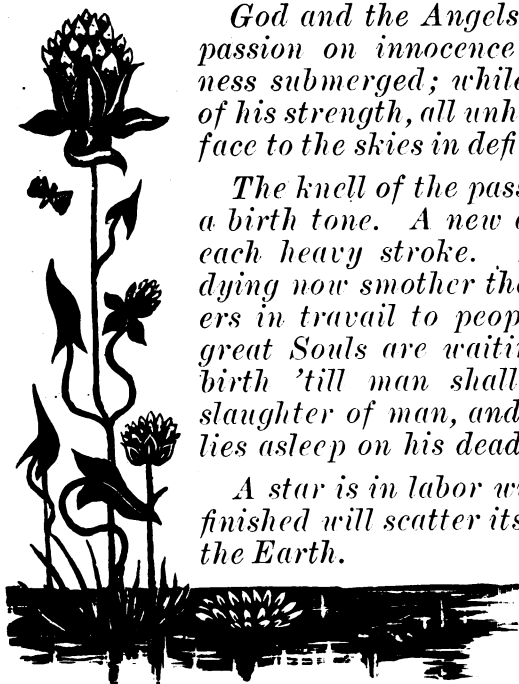 God and the Angels
passion on innocence
ness submerged; while
of his strength, all unh
face to the skies in defi
The knell of the pass
a birth tone. A new
each heavy stroke.
dying now smother the
ers in travail to peop
great Souls are waitin
birth 'till man shall
slaughter of man, and
lies asleep on his dead
A star is in labor wi
finished will scatter its
the Earth.